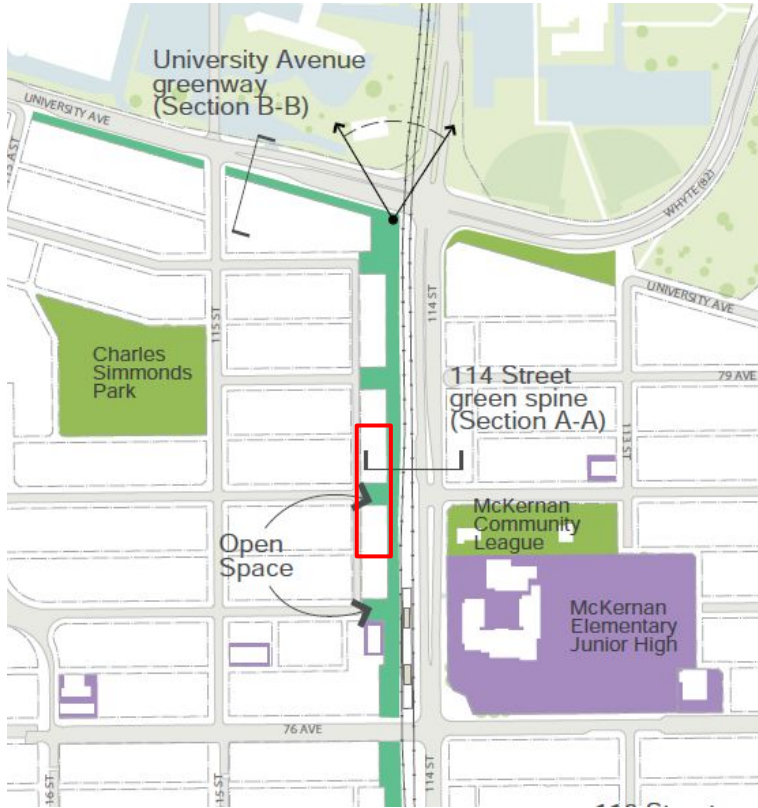 University Avenue
greenway
(Section B-B)
UNIVERSITY AVE
WHYTE (82)
UNIVERSITY AVE
115 ST
114 ST
Charles
Simmonds
Park
114 Street
green spine
(Section A-A)
79 AVE
113 ST
McKernan
Community
League
Open
Space
McKernan
Elementary
Junior High
76 AVE
116 ST
115 ST
114 ST